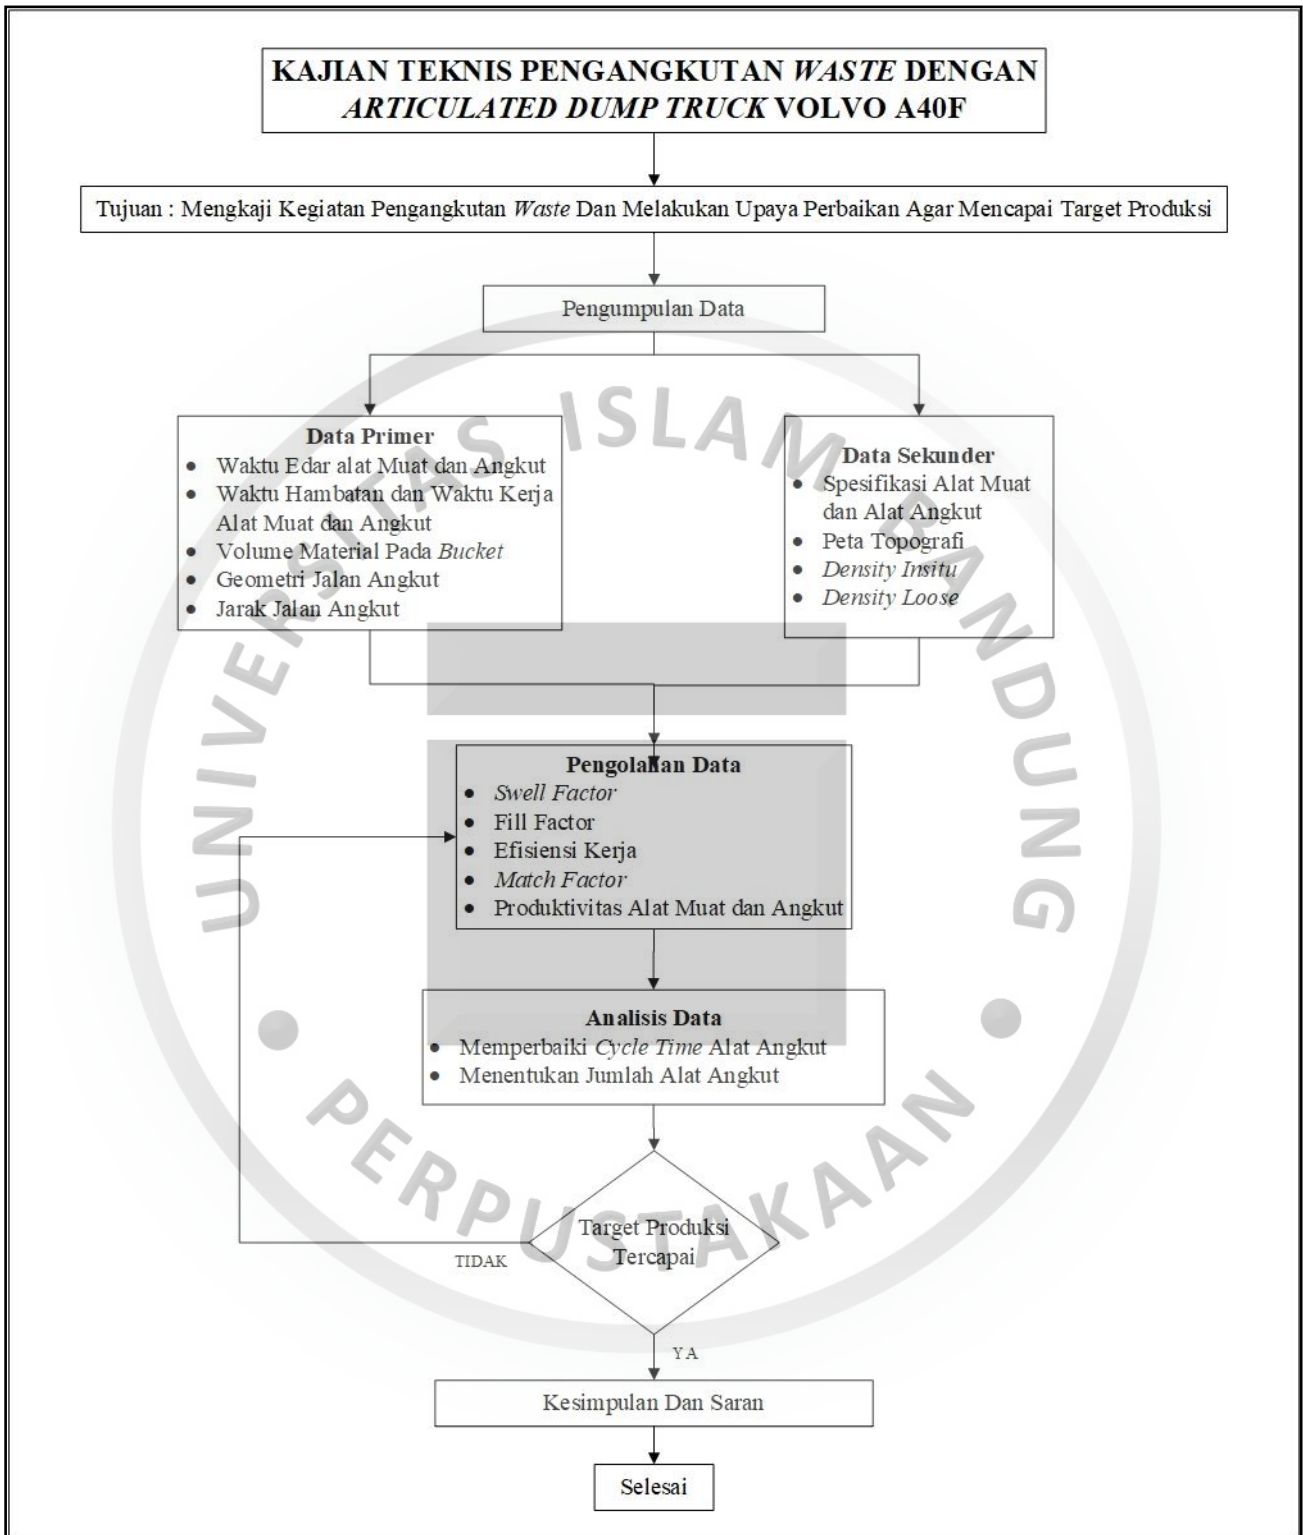 KAJIAN TEKNIS PENGANGKUTAN WASTE DENGAN
ARTICULATED DUMP TRUCK VOLVO A40F
Tujuan : Mengkaji Kegiatan Pengangkutan Waste Dan Melakukan Upaya Perbaikan Agar Mencapai Target Produksi
Pengumpulan Data
Data Primer
• Waktu Edar alat Muat dan Angkut
• Waktu Hambatan dan Waktu Kerja
Alat Muat dan Angkut
• Volume Material Pada Bucket
• Geometri Jalan Angkut
• Jarak Jalan Angkut
Data Sekunder
• Spesifikasi Alat Muat
dan Alat Angkut
• Peta Topografi
• Density Insitu
• Density Loose
Pengolahan Data
• Swell Factor
• Fill Factor
• Efisiensi Kerja
• Match Factor
• Produktivitas Alat Muat dan Angkut
Analisis Data
• Memperbaiki Cycle Time Alat Angkut
• Menentukan Jumlah Alat Angkut
Target Produksi
Tercapai
TIDAK
YA
Kesimpulan Dan Saran
Selesai
UNIVERSITAS ISLAM BANDUNG
• PERPUSTAKAAN •